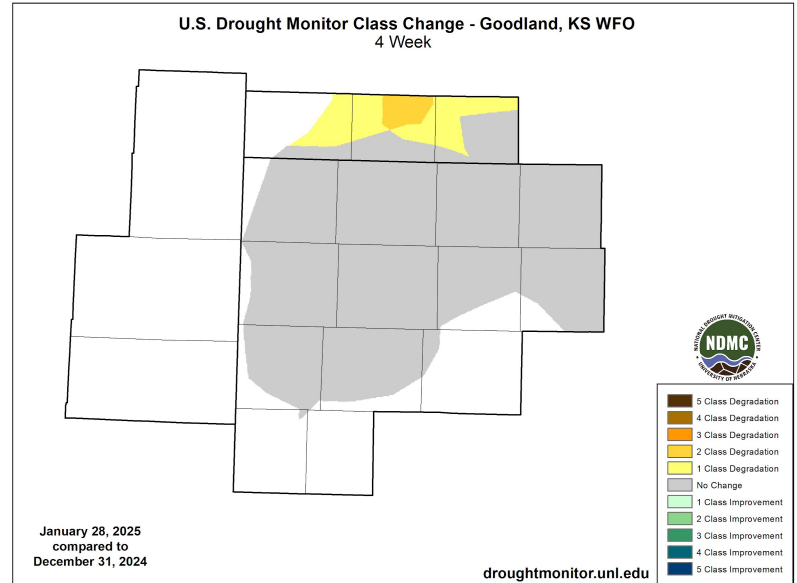 U.S. Drought Monitor Class Change - Goodland, KS WFO
4 Week
NATIONAL DROUGHT MITIGATION CENTER
NDMC
UNIVERSITY OF NEBRASKA
5 Class Degradation
4 Class Degradation
3 Class Degradation
2 Class Degradation
1 Class Degradation
No Change
1 Class Improvement
2 Class Improvement
3 Class Improvement
4 Class Improvement
5 Class Improvement
January 28, 2025
compared to
December 31, 2024
droughtmonitor.unl.edu